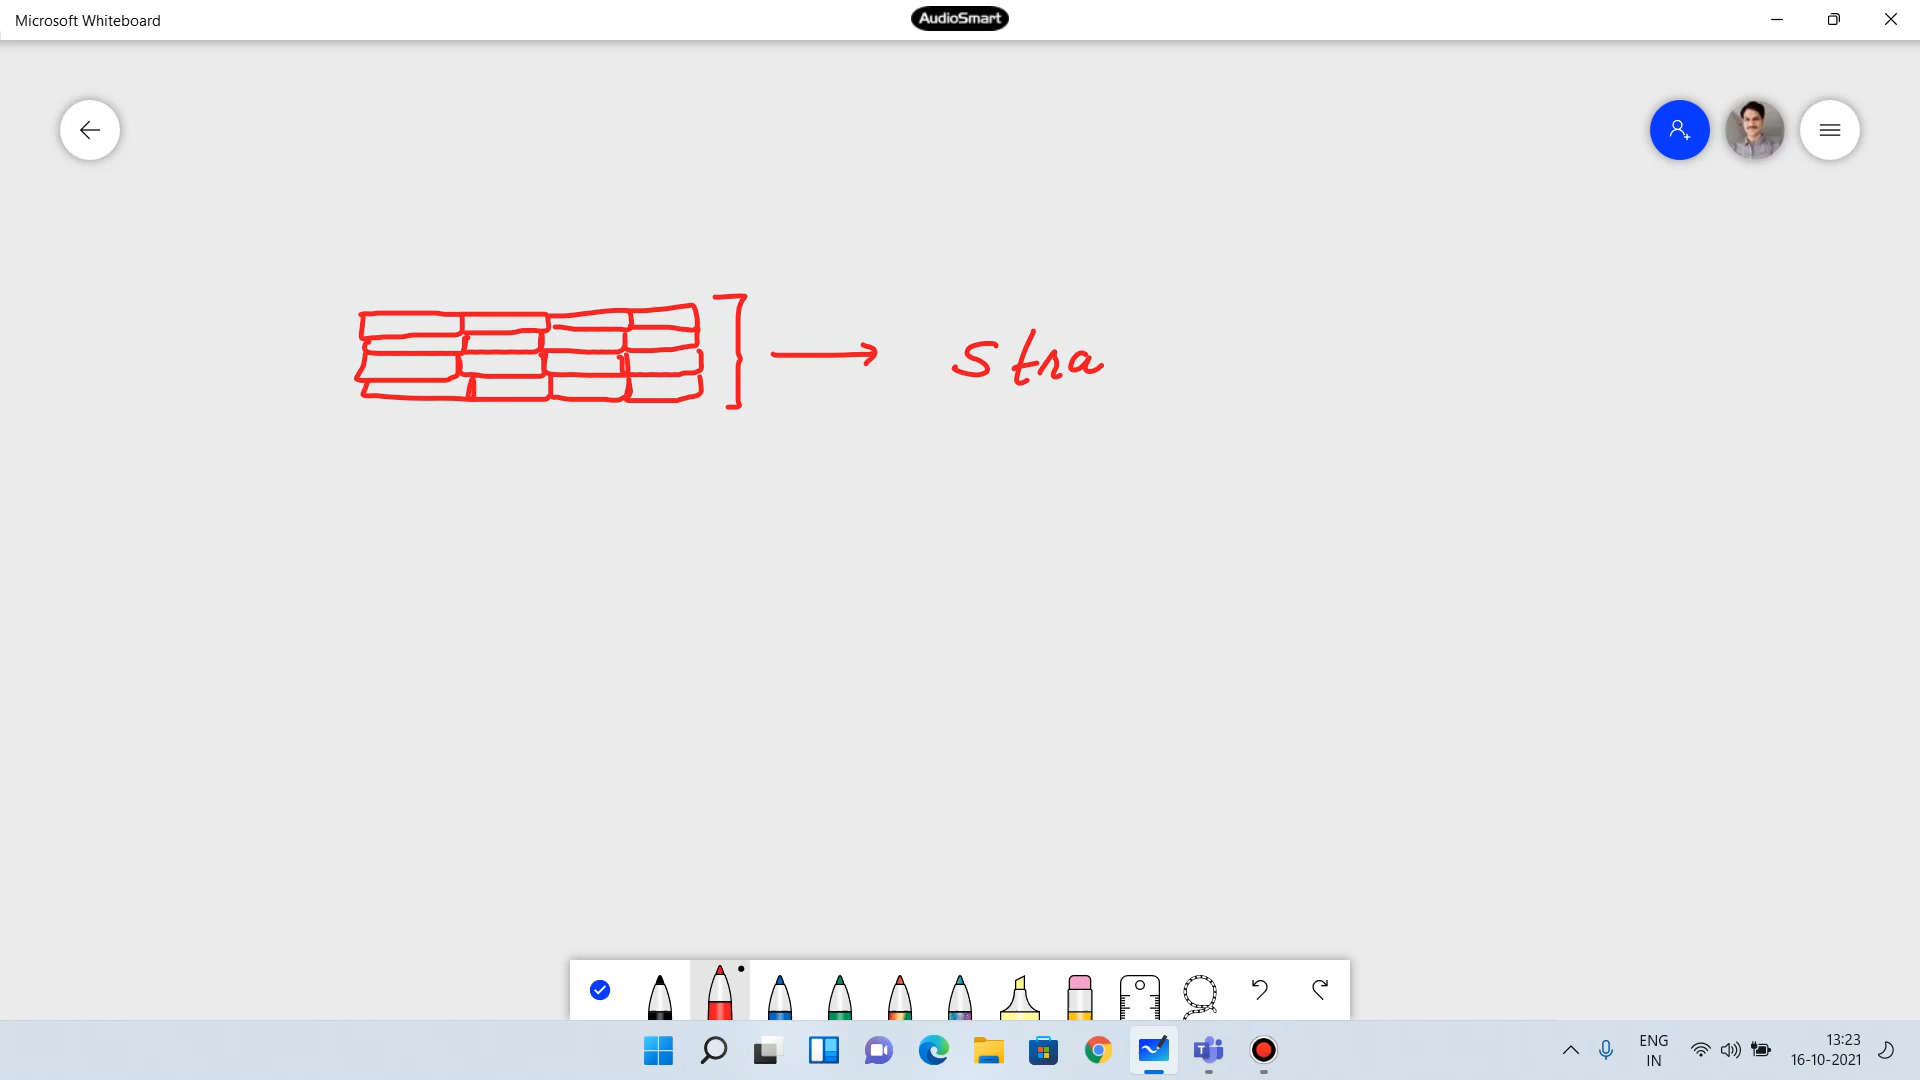 Microsoft Whiteboard
AudioSmart
stra
ENG
IN
13:23
16-10-2021